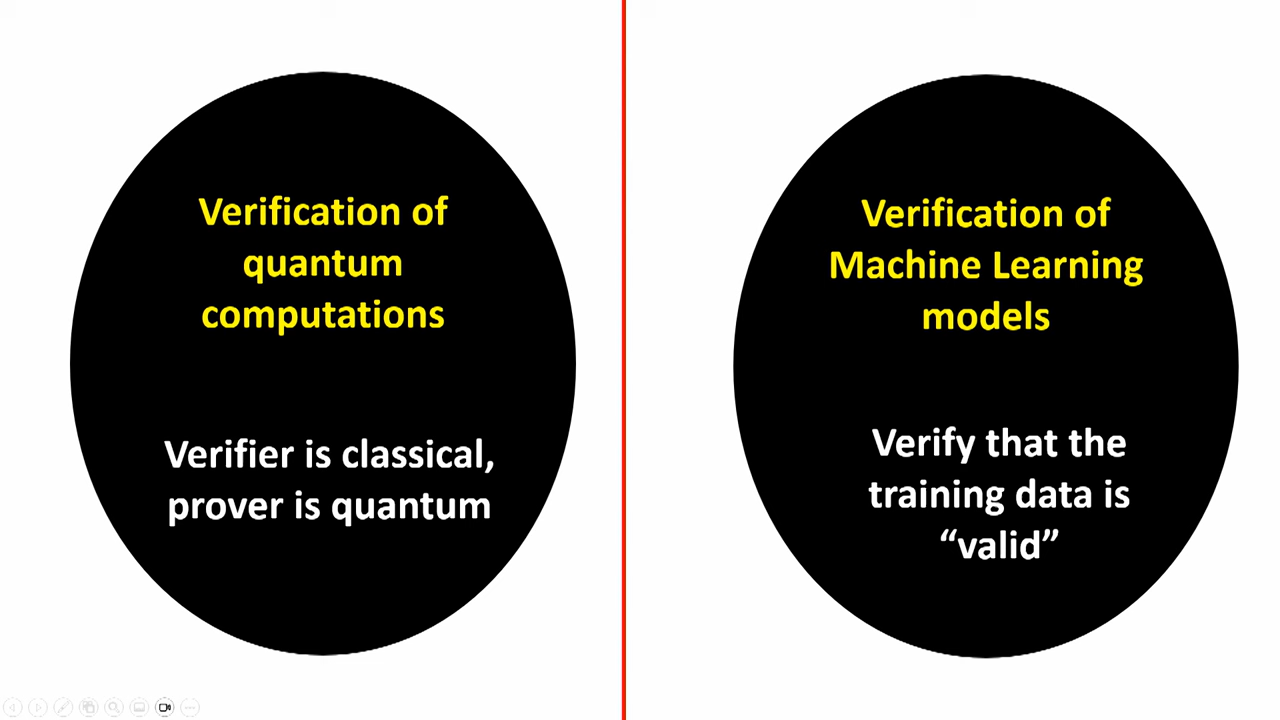 Verification of
quantum
computations
Verifier is classical,
prover is quantum
Verification of
Machine Learning
models
Verify that the
training data is
“valid”